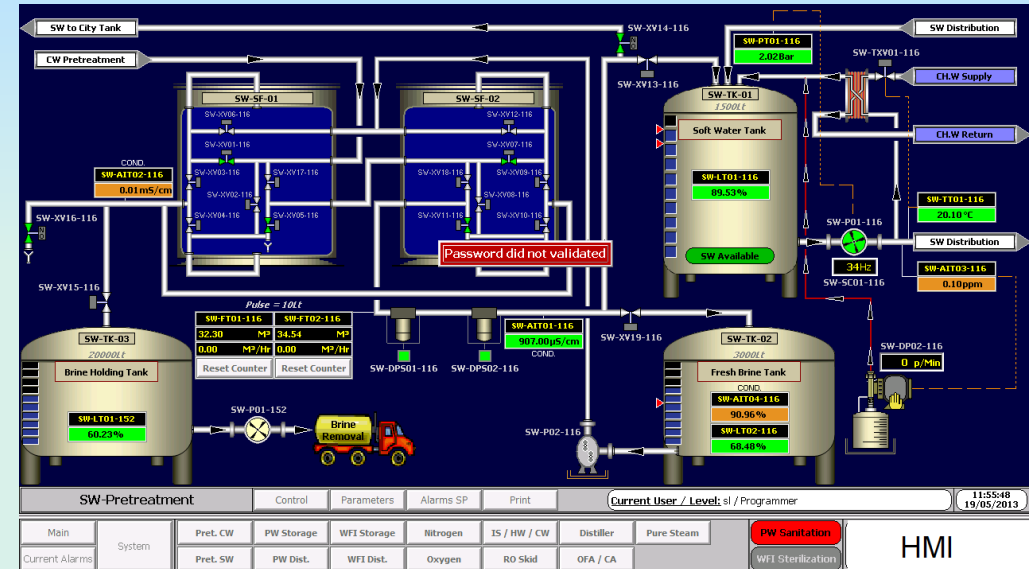 SW to City Tank
SW-XV14-116
SW Distribution
CW Pretreatment
SW-PT01-116
2.02Bar
SW-TXV01-116
SW-XV13-116
CH.W Supply
SW-SF-01
SW-SF-02
SW-TK-01
1500Lt
SW-XV06-116
SW-XV12-116
Soft Water Tank
CH.W Return
SW-XV01-116
SW-XV07-116
COND.
SW-AIT02-116
0.01mS/cm
SW-XV03-116
SW-XV17-116
SW-XV18-116
SW-XV09-116
SW-LT01-116
89.53%
SW-XV02-116
SW-XV08-116
SW-TT01-116
20.10 °C
SW-XV16-116
SW-XV04-116
SW-XV05-116
SW-XV11-116
SW-XV10-116
SW-P01-116
SW Distribution
Password did not validated
SW Available
34Hz
SW-SC01-116
SW-AIT03-116
0.10ppm
SW-XV15-116
Pulse = 10Lt
SW-FT01-116
SW-FT02-116
32.30 M³
34.54 M³
0.00 M³/Hr
0.00 M³/Hr
Reset Counter
Reset Counter
SW-AIT01-116
907.00µS/cm
COND.
SW-XV19-116
SW-DPS01-116
SW-DPS02-116
SW-TK-03
20000Lt
Brine Holding Tank
SW-TK-02
3000Lt
Fresh Brine Tank
COND.
SW-AIT04-116
90.96%
SW-LT02-116
68.48%
SW-DP02-116
0 p/Min
SW-LT01-152
60.23%
SW-P01-152
Brine
Removal
SW-P02-116
SW-Pretreatment
Control
Parameters
Alarms SP
Print
Current User / Level: sl / Programmer
11:55:48
19/05/2013
Main
System
Pret. CW
PW Storage
WFI Storage
Nitrogen
IS / HW / CW
Distiller
Pure Steam
PW Sanitation
Current Alarms
Pret. SW
PW Dist.
WFI Dist.
Oxygen
RO Skid
OFA / CA
WFI Sterilization
HMI